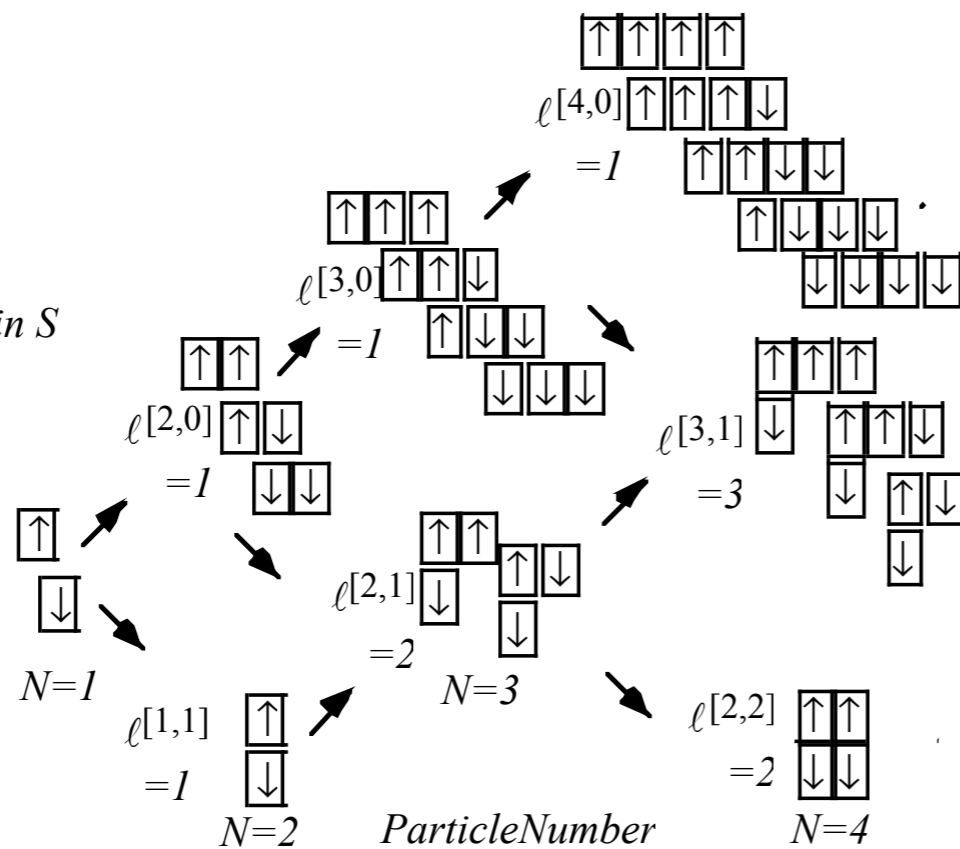 ↑ ↑ ↑ ↑
ℓ[4,0] ↑ ↑ ↑ ↓
=1
↑ ↑ ↓ ↓
↑ ↓ ↓ ↓
↓ ↓ ↓ ↓
↑ ↑ ↑
ℓ[3,0] ↑ ↑ ↓
=1
↑ ↓ ↓
↓ ↓ ↓
in S
↑ ↑
ℓ[2,0] ↑ ↓
=1
↓ ↓
↑ ↑ ↑
ℓ[3,1] ↓
=3
↑ ↑ ↓
↓
↑ ↓
↓
↑
↓
N=1
↑ ↑
ℓ[2,1] ↓
=2
↑ ↓
↓
N=3
ℓ[1,1] ↑
=1 ↓
N=2
ℓ[2,2] ↑ ↑
=2 ↓ ↓
N=4
ParticleNumber